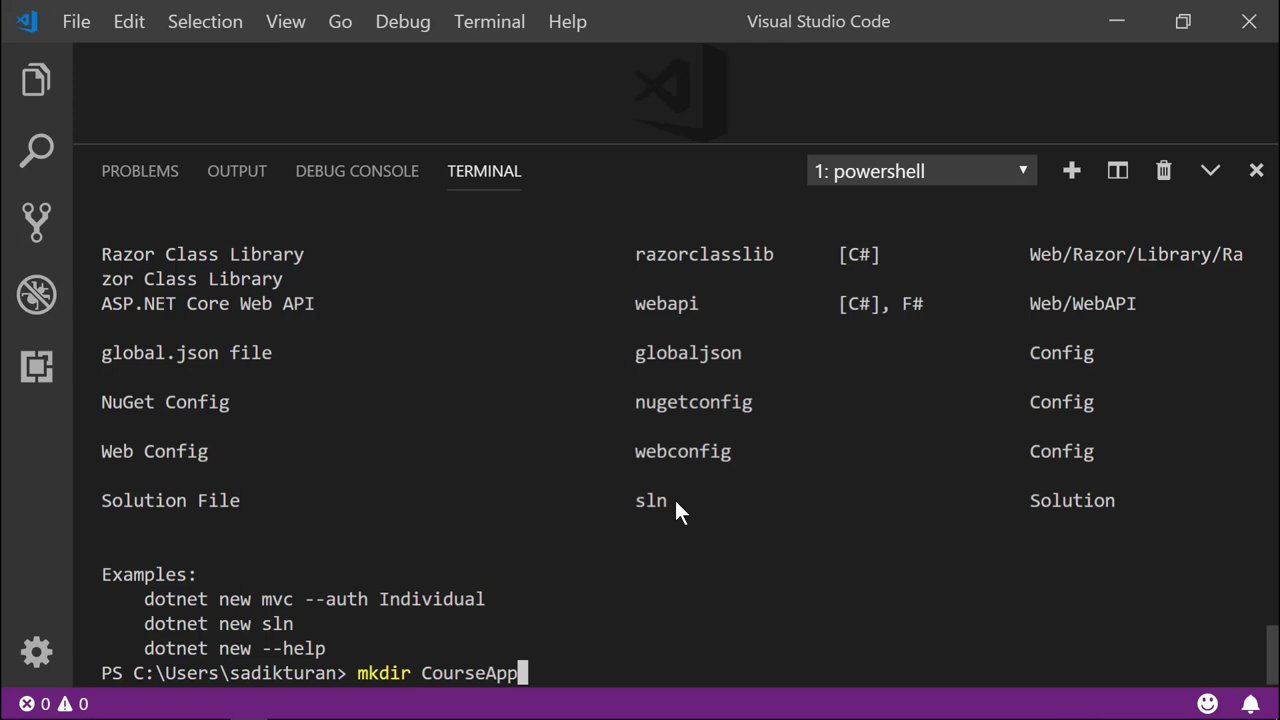 File Edit Selection View Go Debug Terminal Help Visual Studio Code
PROBLEMS OUTPUT DEBUG CONSOLE TERMINAL 1: powershell
Razor Class Library razorclasslib [C#] Web/Razor/Library/Ra
zor Class Library
ASP.NET Core Web API webapi [C#], F# Web/WebAPI
global.json file globaljson Config
NuGet Config nugetconfig Config
Web Config webconfig Config
Solution File sln Solution
Examples:
dotnet new mvc --auth Individual
dotnet new sln
dotnet new --help
PS C:\Users\sadikturan> mkdir CourseApp
0 0